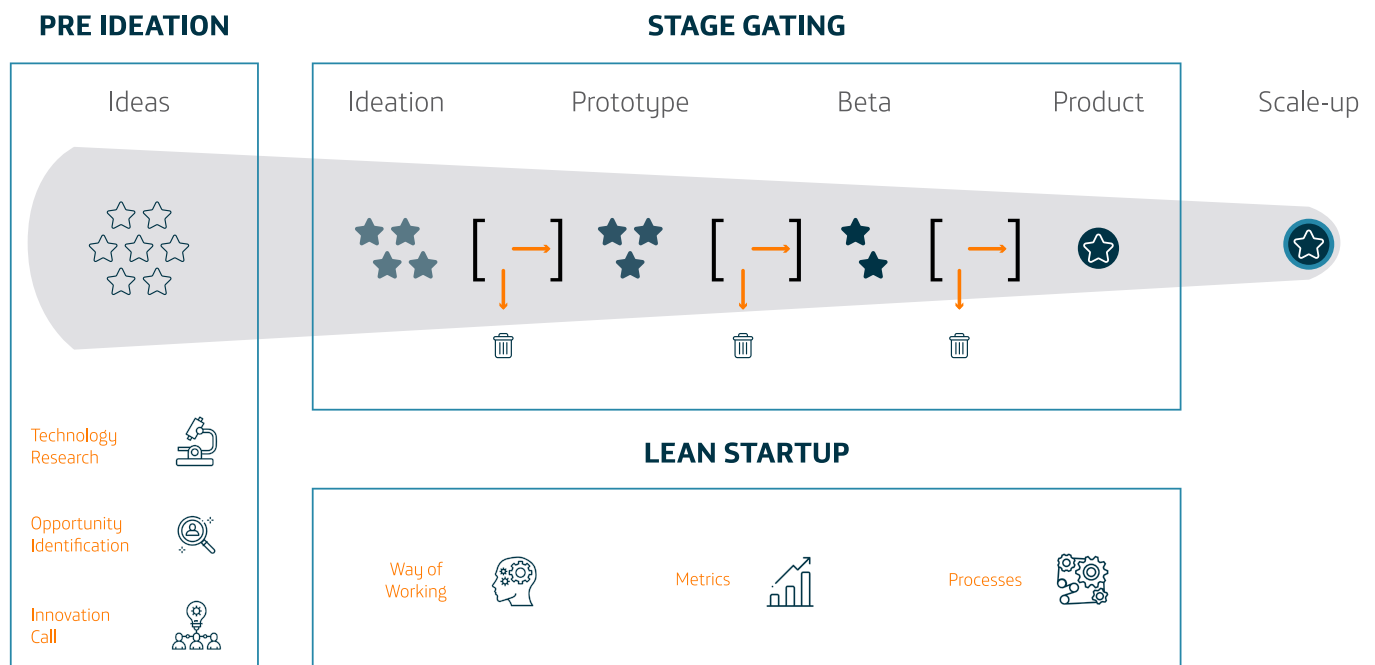 PRE IDEATION
STAGE GATING
Ideas
Ideation
Prototype
Beta
Product
Scale-up
Technology
Research
Opportunity
Identification
Innovation
Call
LEAN STARTUP
Way of
Working
Metrics
Processes